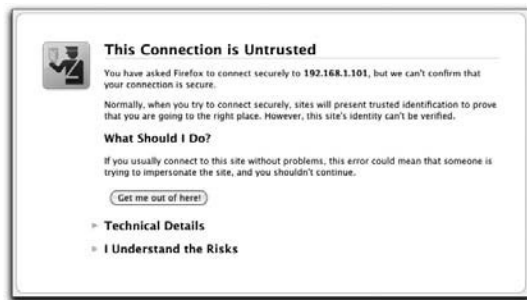 This Connection is Untrusted
You have asked Firefox to connect securely to 192.168.1.101, but we can't confirm that
your connection is secure.
Normally, when you try to connect securely, sites will present trusted identification to prove
that you are going to the right place. However, this site's identity can't be verified.
What Should I Do?
If you usually connect to this site without problems, this error could mean that someone is
trying to impersonate the site, and you shouldn't continue.
Get me out of here!
Technical Details
I Understand the Risks